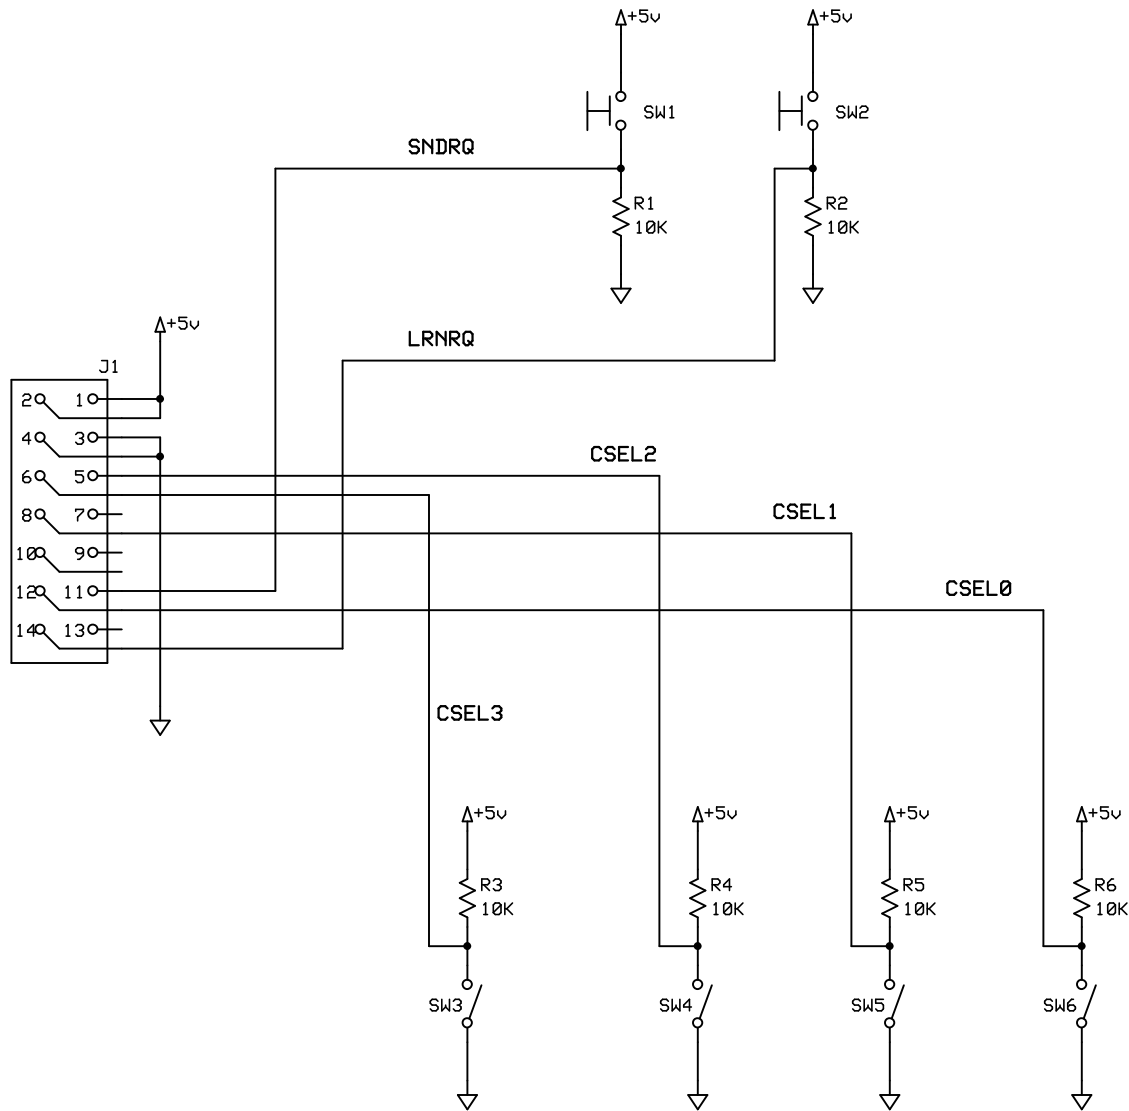 +5v
+5v
SW1
SW2
SNDRQ
R1
10K
R2
10K
+5v
LRNRQ
J1
2 1
4 3
CSEL2
6 5
8 7
CSEL1
10 9
12 11
CSEL0
14 13
CSEL3
+5v
+5v
+5v
+5v
R3
10K
R4
10K
R5
10K
R6
10K
SW3
SW4
SW5
SW6